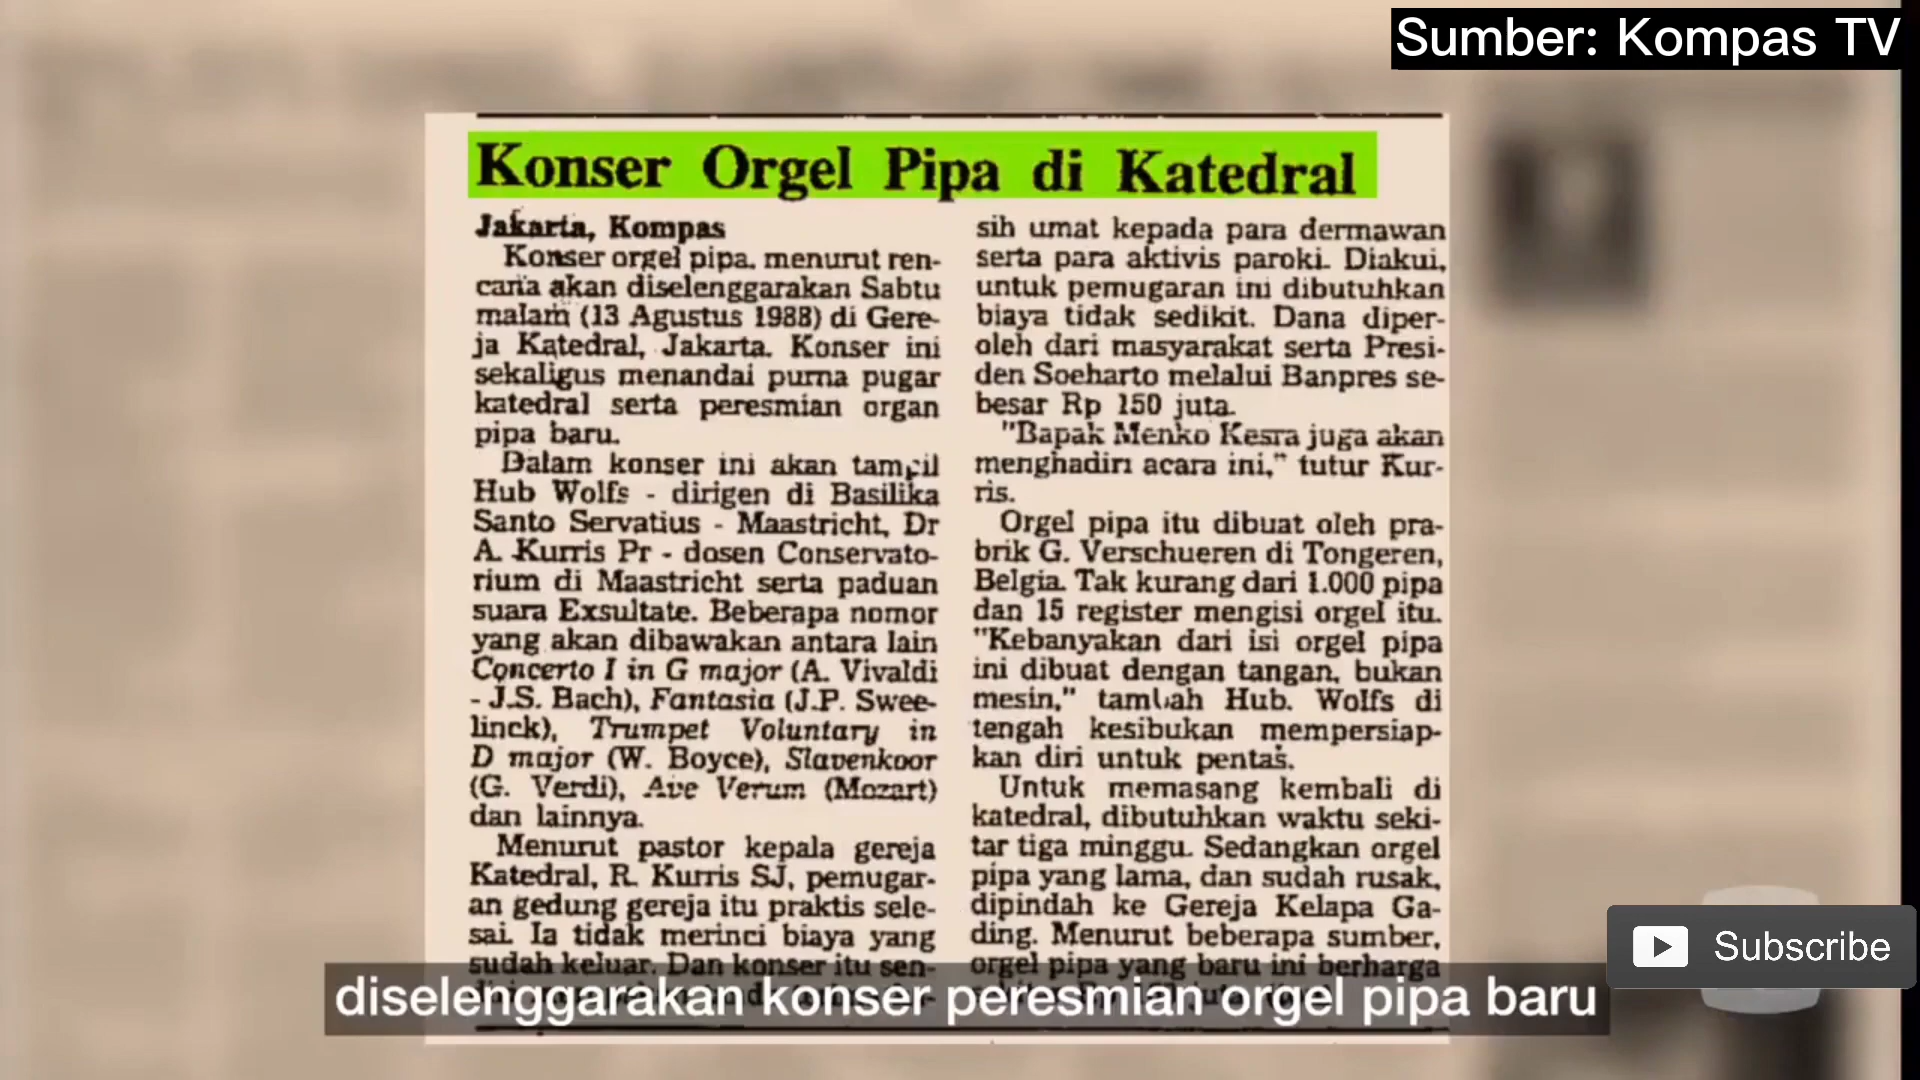 Sumber: Kompas TV
Konser Orgel Pipa di Katedral
Jakarta, Kompas
Konser orgel pipa, menurut ren-
cana akan diselenggarakan Sabtu
malam (13 Agustus 1988) di Gere-
ja Katedral, Jakarta. Konser ini
sekaligus menandai purna pugar
katedral serta peresmian organ
pipa baru.
Dalam konser ini akan tampil
Hub Wolfs - dirigen di Basilika
Santo Servatius - Maastricht, Dr
A. Kurris Pr - dosen Conservato-
rium di Maastricht serta paduan
suara Exsultate. Beberapa nomor
yang akan dibawakan antara lain
Concerto I in G major (A. Vivaldi
- J.S. Bach), Fantasia (J.P. Swee-
linck), Trumpet Voluntary in
D major (W. Boyce), Slavenkoor
(G. Verdi), Ave Verum (Mozart)
dan lainnya.
Menurut pastor kepala gereja
Katedral, R. Kurris SJ, pemugar-
an gedung gereja itu praktis sele-
sai. Ia tidak merinci biaya yang
sudah keluar. Dan konser itu sen-
sih umat kepada para dermawan
serta para aktivis paroki. Diakui,
untuk pemugaran ini dibutuhkan
biaya tidak sedikit. Dana diper-
oleh dari masyarakat serta Presi-
den Soeharto melalui Banpres se-
besar Rp 150 juta.
"Bapak Menko Kesra juga akan
menghadiri acara ini," tutur Kur-
ris.
Orgel pipa itu dibuat oleh pra-
brik G. Verschueren di Tongeren,
Belgia. Tak kurang dari 1.000 pipa
dan 15 register mengisi orgel itu.
"Kebanyakan dari isi orgel pipa
ini dibuat dengan tangan, bukan
mesin," tambah Hub. Wolfs di
tengah kesibukan mempersiap-
kan diri untuk pentas.
Untuk memasang kembali di
katedral, dibutuhkan waktu seki-
tar tiga minggu. Sedangkan orgel
pipa yang lama, dan sudah rusak,
dipindah ke Gereja Kelapa Ga-
ding. Menurut beberapa sumber,
orgel pipa yang baru ini berharga
diselenggarakan konser peresmian orgel pipa baru
Subscribe